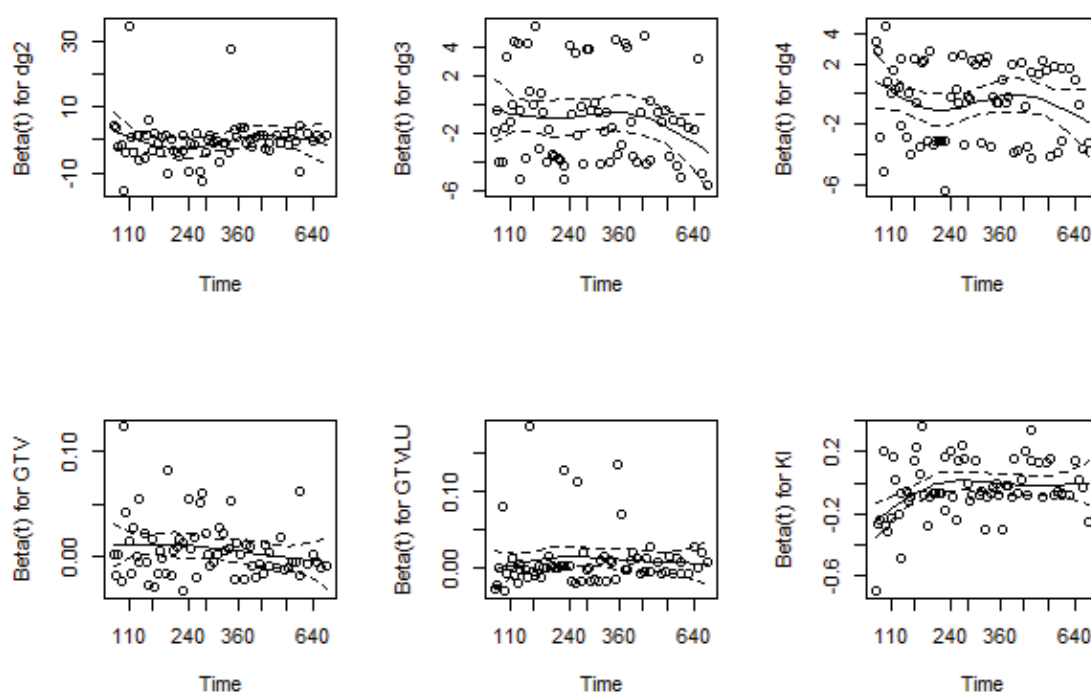 Beta(t) for dg2
30
10
-10
110 240 360 640
Time
Beta(t) for dg3
4
2
-2
-6
110 240 360 640
Time
Beta(t) for dg4
4
2
-2
-6
110 240 360 640
Time
Beta(t) for GTV
0.10
0.00
110 240 360 640
Time
Beta(t) for GTVLU
0.10
0.00
110 240 360 640
Time
Beta(t) for KI
0.2
-0.2
-0.6
110 240 360 640
Time